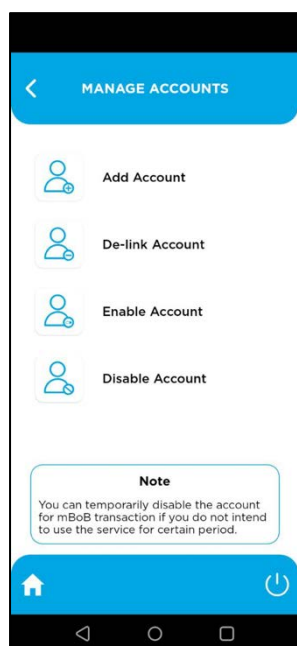 MANAGE ACCOUNTS
Add Account
De-link Account
Enable Account
Disable Account
Note
You can temporarily disable the account
for mBoB transaction if you do not intend
to use the service for certain period.